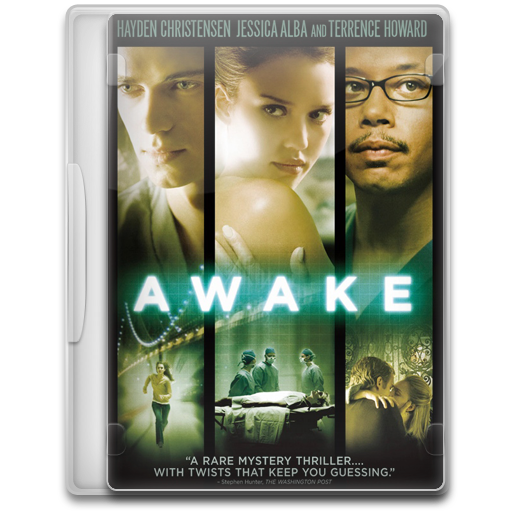 HAYDEN CHRISTENSEN JESSICA ALBA AND TERRENCE HOWARD
AWAKE
“A RARE MYSTERY THRILLER....
WITH TWISTS THAT KEEP YOU GUESSING.”
- Stephen Hunter, THE WASHINGTON POST